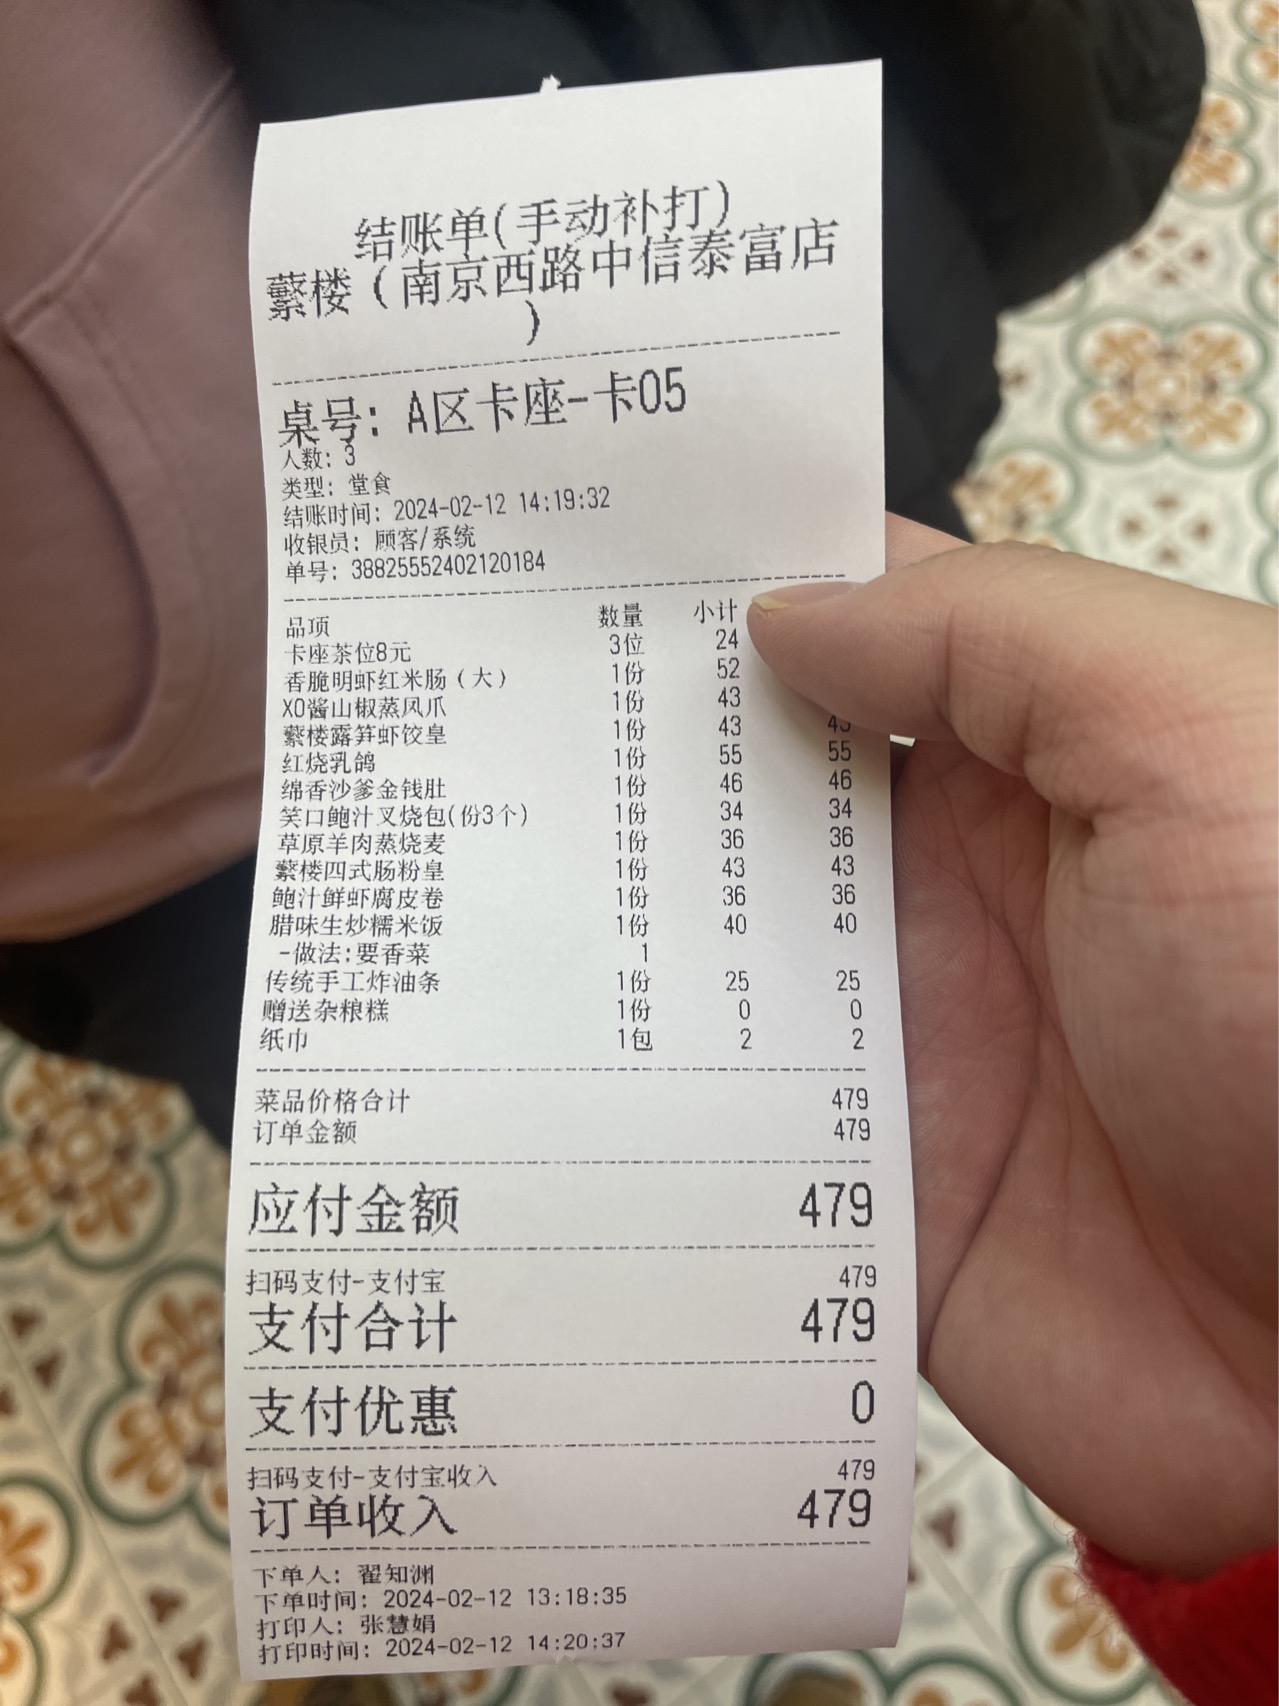 结账单(手动补打)
蘩楼（南京西路中信泰富店
）
桌号: A区卡座-卡05
人数: 3
类型: 堂食
结账时间: 2024-02-12 14:19:32
收银员: 顾客/系统
单号: 38825552402120184
品项 数量 小计
卡座茶位8元 3位 24
香脆明虾红米肠（大） 1份 52
XO酱山椒蒸凤爪 1份 43
蘩楼露笋虾饺皇 1份 43 43
红烧乳鸽 1份 55 55
绵香沙爹金钱肚 1份 46 46
笑口鲍汁叉烧包(份3个) 1份 34 34
草原羊肉蒸烧麦 1份 36 36
蘩楼四式肠粉皇 1份 43 43
鲍汁鲜虾腐皮卷 1份 36 36
腊味生炒糯米饭 1份 40 40
-做法:要香菜 1
传统手工炸油条 1份 25 25
赠送杂粮糕 1份 0 0
纸巾 1包 2 2
菜品价格合计 479
订单金额 479
应付金额 479
扫码支付-支付宝 479
支付合计 479
支付优惠 0
扫码支付-支付宝收入 479
订单收入 479
下单人: 翟知渊
下单时间: 2024-02-12 13:18:35
打印人: 张慧娟
打印时间: 2024-02-12 14:20:37